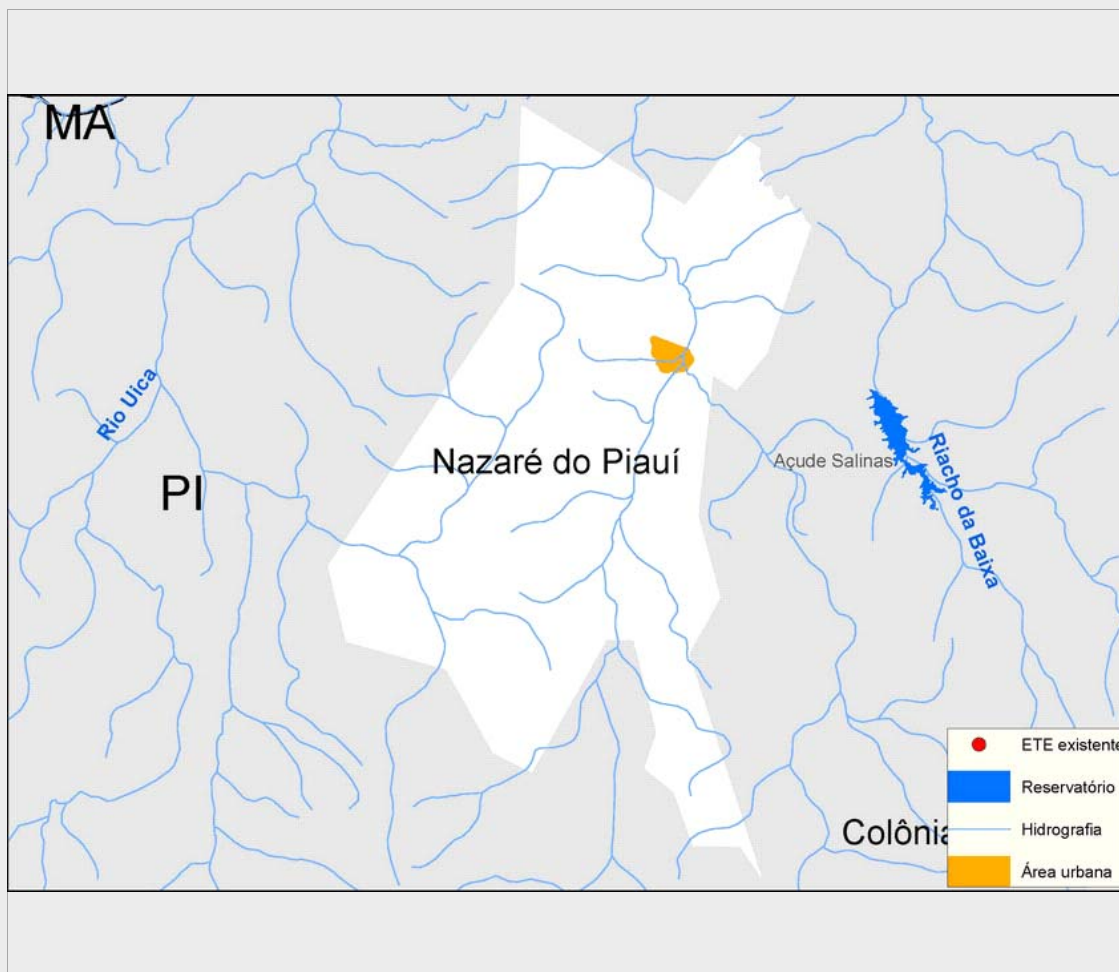 MA
Rio Uica
PI
Nazaré do Piauí
Açude Salinas
Riacho da Baixa
Colônia
ETE existente
Reservatório
Hidrografia
Área urbana